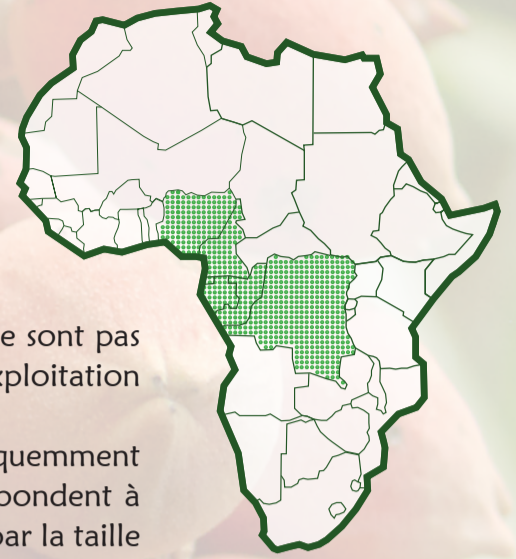 e sont pas
xploitation
quemment
pondent à
par la taille